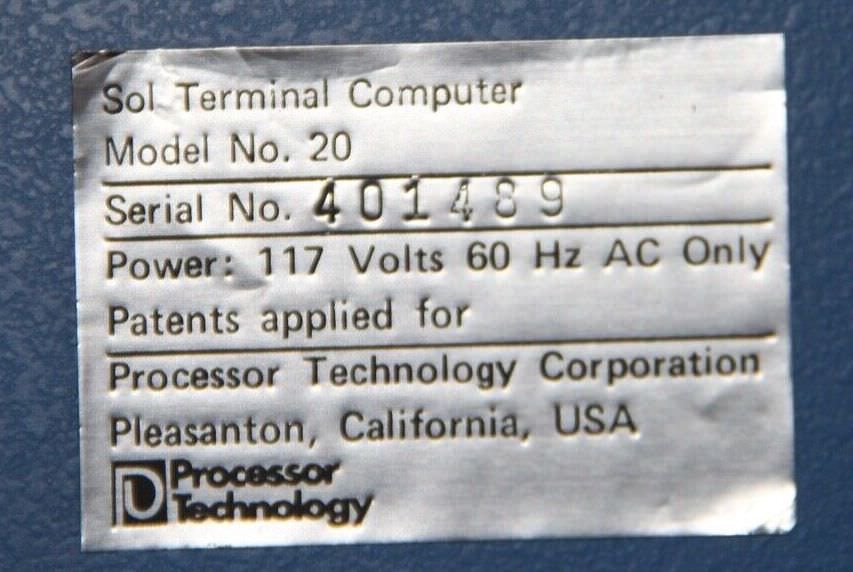 Sol Terminal Computer
Model No. 20
Serial No. 401489
Power: 117 Volts 60 Hz AC Only
Patents applied for
Processor Technology Corporation
Pleasanton, California, USA
Processor
Technology